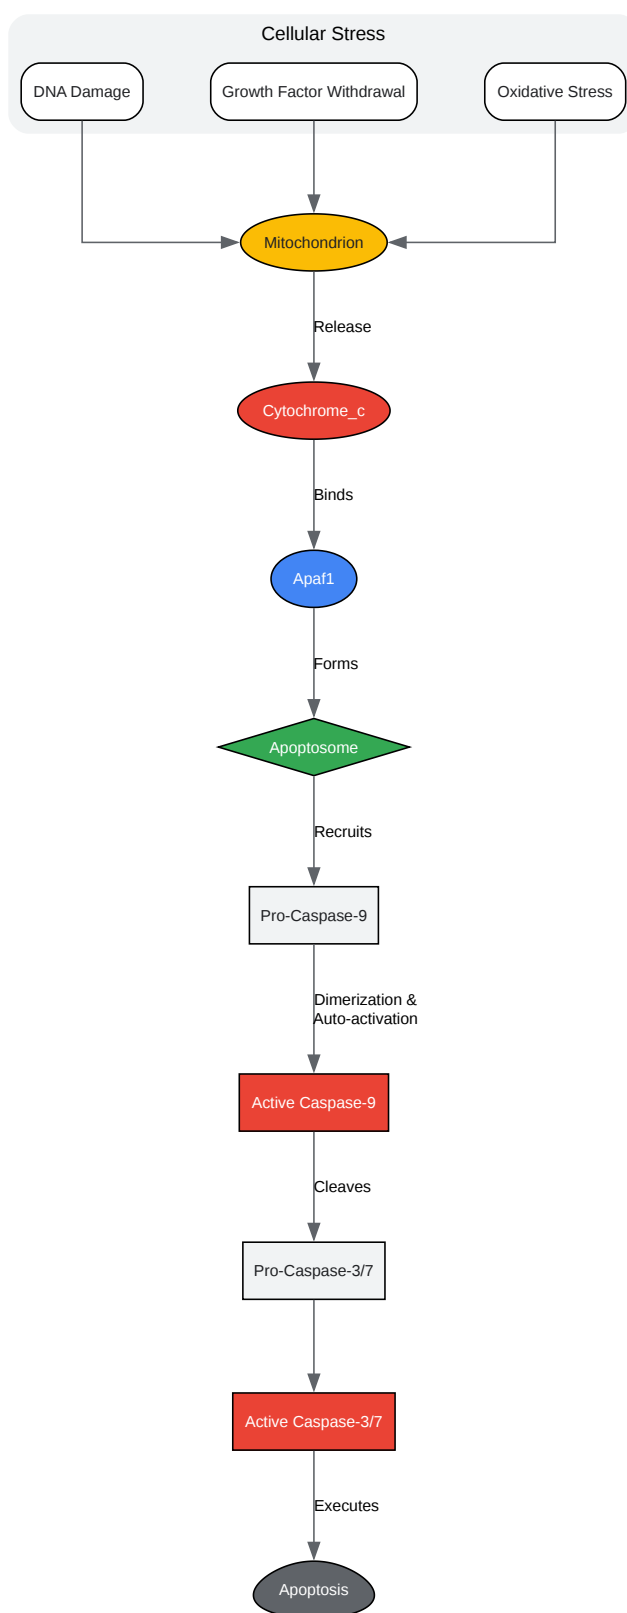 Cellular Stress
DNA Damage
Growth Factor Withdrawal
Oxidative Stress
Mitochondrion
Release
Cytochrome_c
Binds
Apaf1
Forms
Apoptosome
Recruits
Pro-Caspase-9
Dimerization &
Auto-activation
Active Caspase-9
Cleaves
Pro-Caspase-3/7
Active Caspase-3/7
Executes
Apoptosis